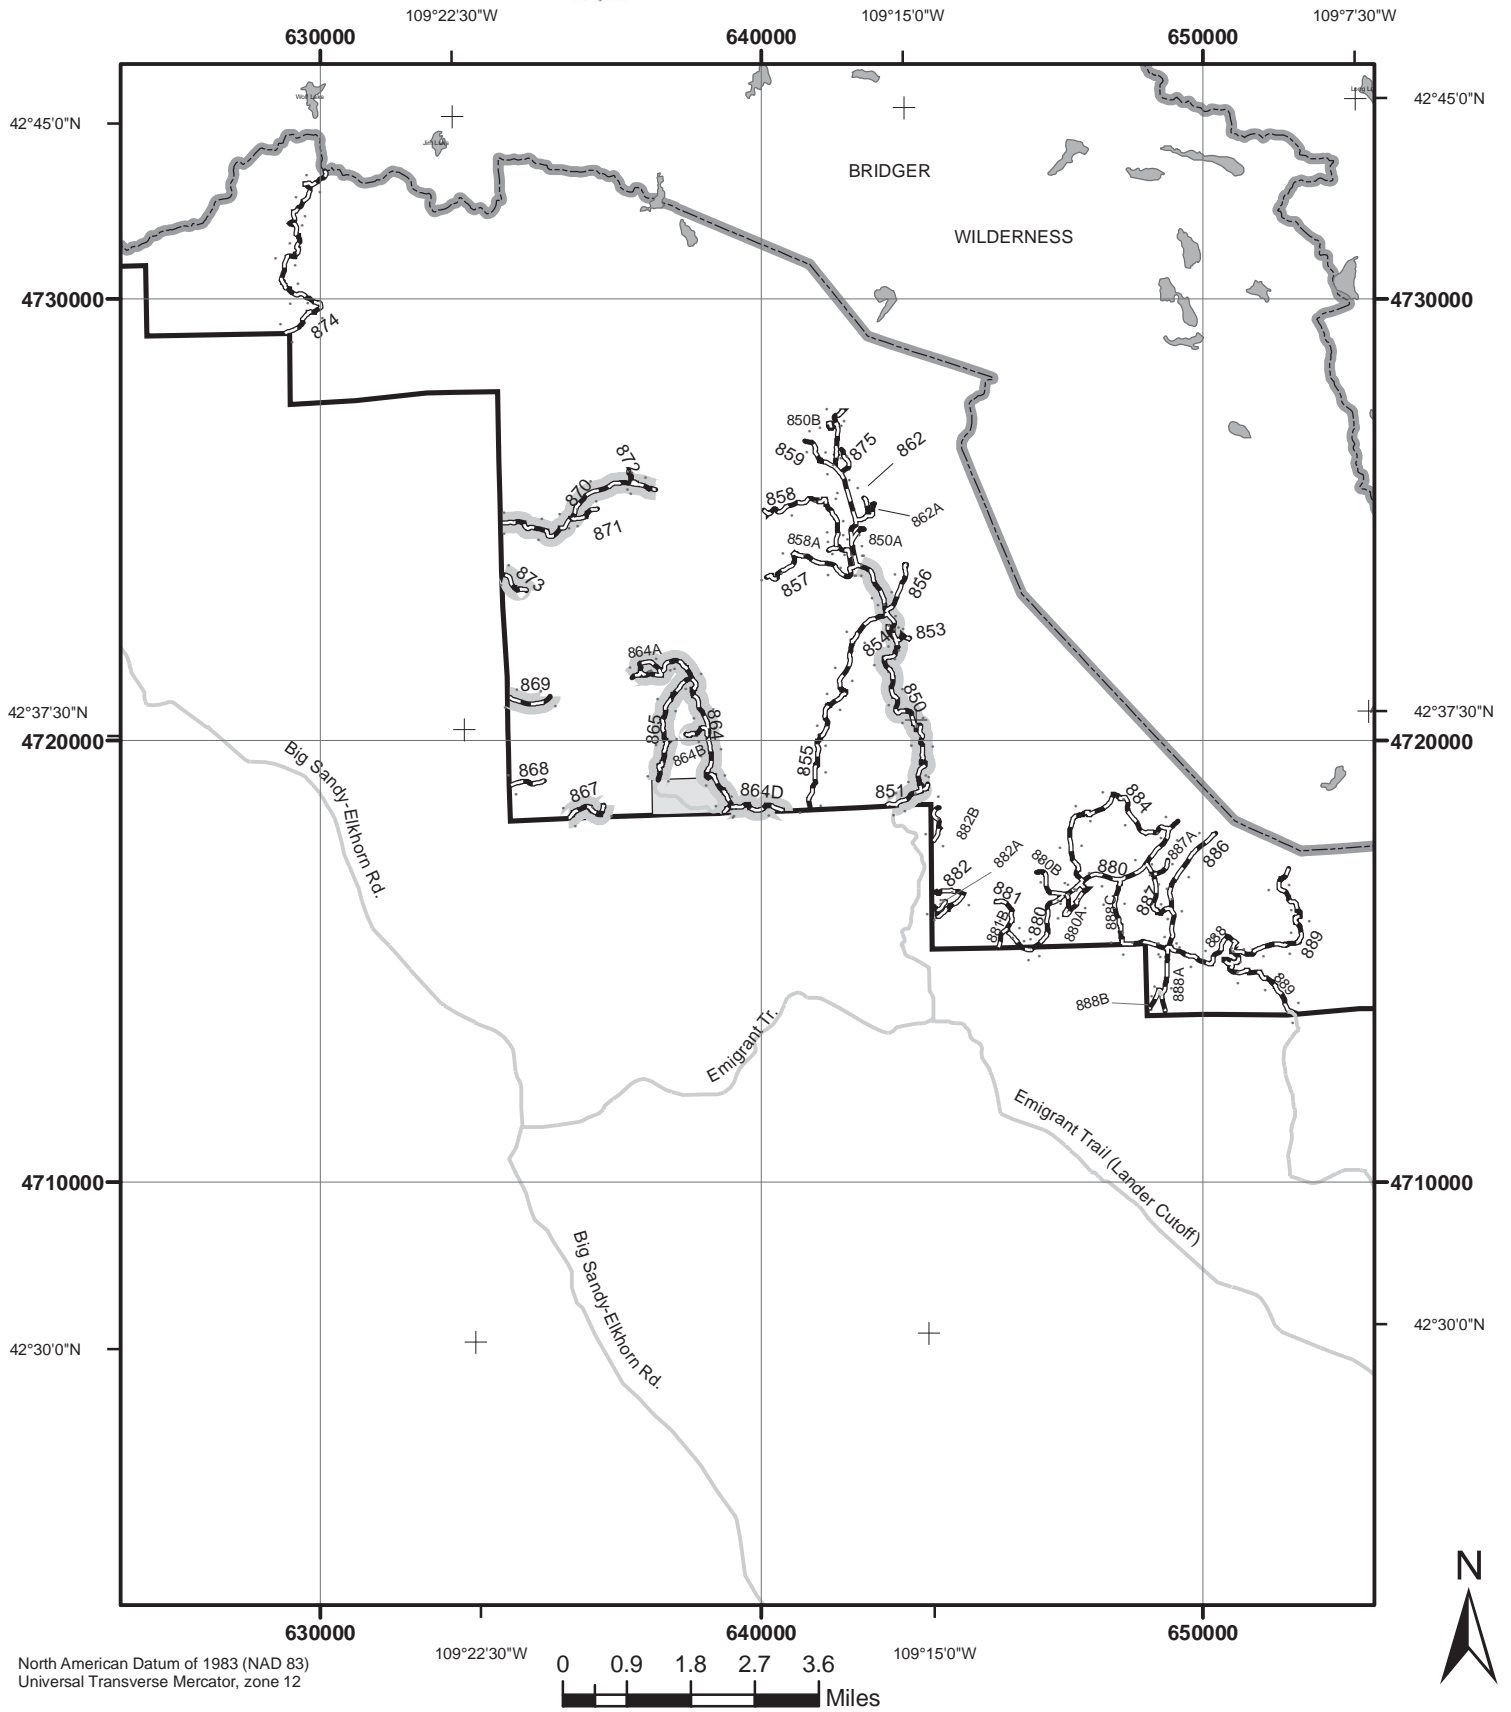 109°22'30"W
109°15'0"W
109°7'30"W
630000
640000
650000
Wolf Lake
42°45'0"N
42°45'0"N
BRIDGER
WILDERNESS
4730000
4730000
874
850B
859
875
862
872
870
858
862A
871
858A
850A
873
857
856
853
854
864A
869
850
42°37'30"N
42°37'30"N
865
864
4720000
4720000
864B
855
868
867
864D
851
Big Sandy-Elkhorn Rd.
884
882B
887A
886
882A
880B
882
880
881
887
881B
880
880A
888C
888
889
888A
889
888B
Emigrant Tr.
Emigrant Trail (Lander Cutoff)
4710000
4710000
Big Sandy-Elkhorn Rd.
42°30'0"N
42°30'0"N
N
630000
640000
650000
109°22'30"W
109°15'0"W
North American Datum of 1983 (NAD 83)
Universal Transverse Mercator, zone 12
0 0.9 1.8 2.7 3.6
Miles